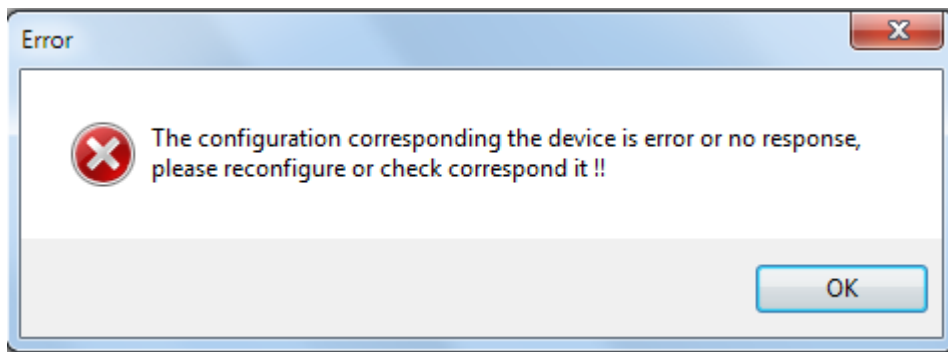 Error
The configuration corresponding the device is error or no response,
please reconfigure or check correspond it !!
OK